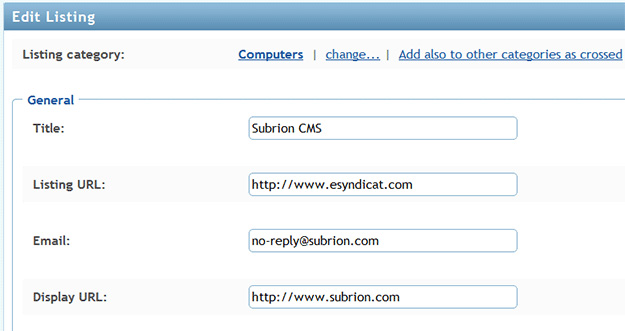 Edit Listing
Listing category: Computers | change... | Add also to other categories as crossed
General
Title: Subrion CMS
Listing URL: http://www.esyndicat.com
Email: no-reply@subrion.com
Display URL: http://www.subrion.com